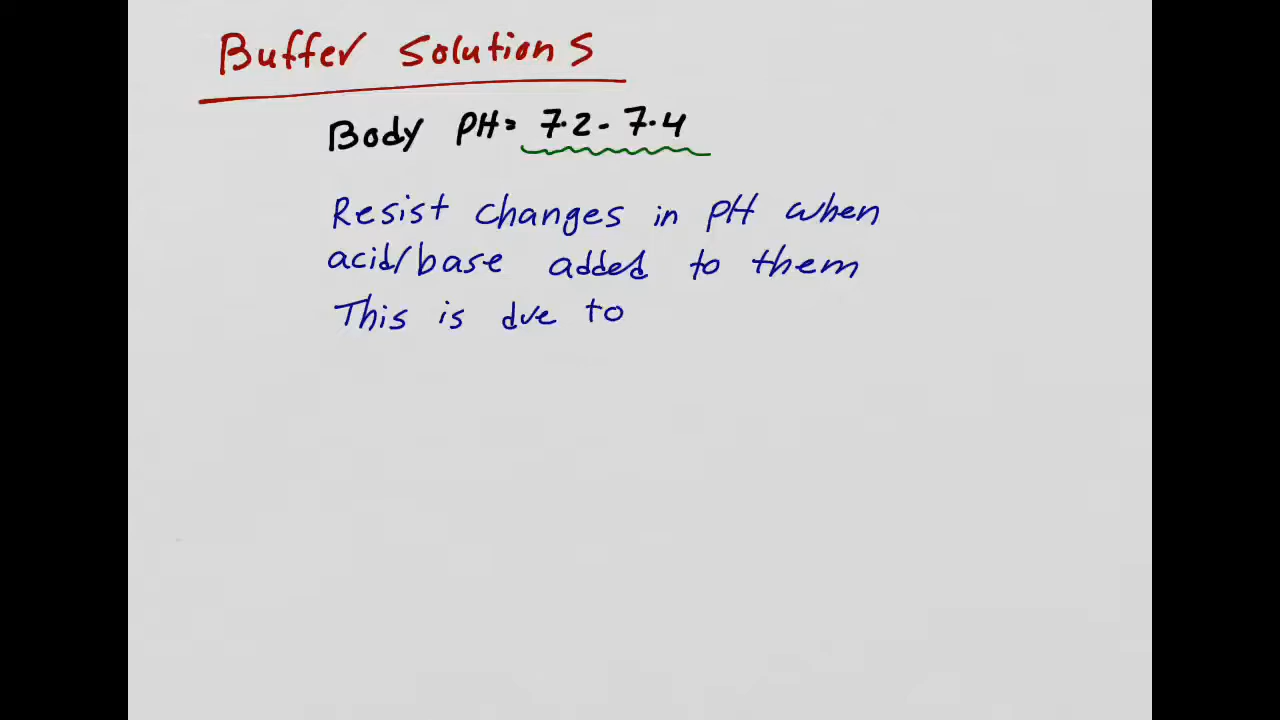 Buffer Solutions
Body pH= 7.2 - 7.4
Resist changes in pH when
acid/base added to them
This is due to